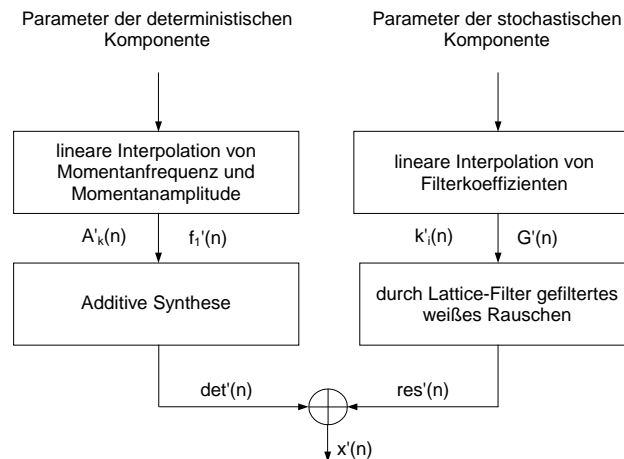 Parameter der deterministischen
Komponente
Parameter der stochastischen
Komponente
lineare Interpolation von
Momentanfrequenz und
Momentanamplitude
lineare Interpolation von
Filterkoeffizienten
A'k(n)
f1'(n)
k'i(n)
G'(n)
Additive Synthese
durch Lattice-Filter gefiltertes
weißes Rauschen
det'(n)
res'(n)
x'(n)